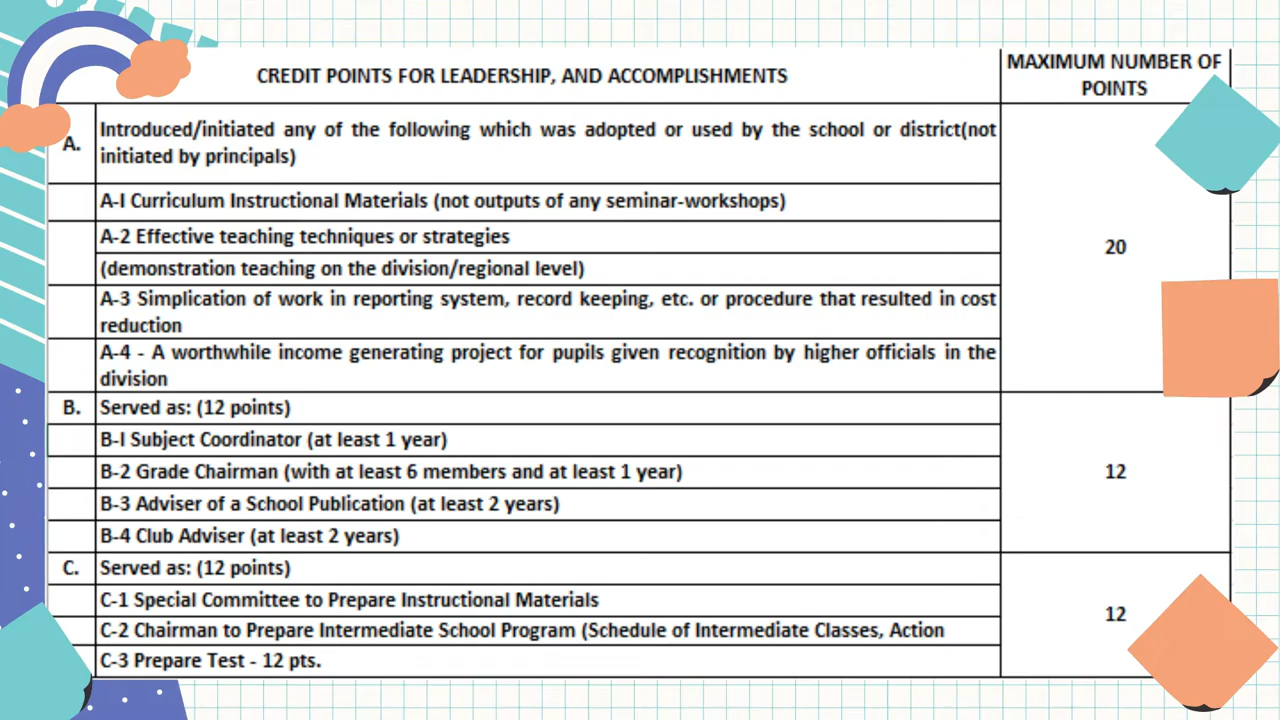 CREDIT POINTS FOR LEADERSHIP, AND ACCOMPLISHMENTS
MAXIMUM NUMBER OF
POINTS
A.
Introduced/initiated any of the following which was adopted or used by the school or district(not
initiated by principals)
A-I Curriculum Instructional Materials (not outputs of any seminar-workshops)
A-2 Effective teaching techniques or strategies
(demonstration teaching on the division/regional level)
A-3 Simplication of work in reporting system, record keeping, etc. or procedure that resulted in cost
reduction
A-4 - A worthwhile income generating project for pupils given recognition by higher officials in the
division
20
B. Served as: (12 points)
B-I Subject Coordinator (at least 1 year)
B-2 Grade Chairman (with at least 6 members and at least 1 year)
B-3 Adviser of a School Publication (at least 2 years)
B-4 Club Adviser (at least 2 years)
12
C. Served as: (12 points)
C-1 Special Committee to Prepare Instructional Materials
C-2 Chairman to Prepare Intermediate School Program (Schedule of Intermediate Classes, Action
C-3 Prepare Test - 12 pts.
12